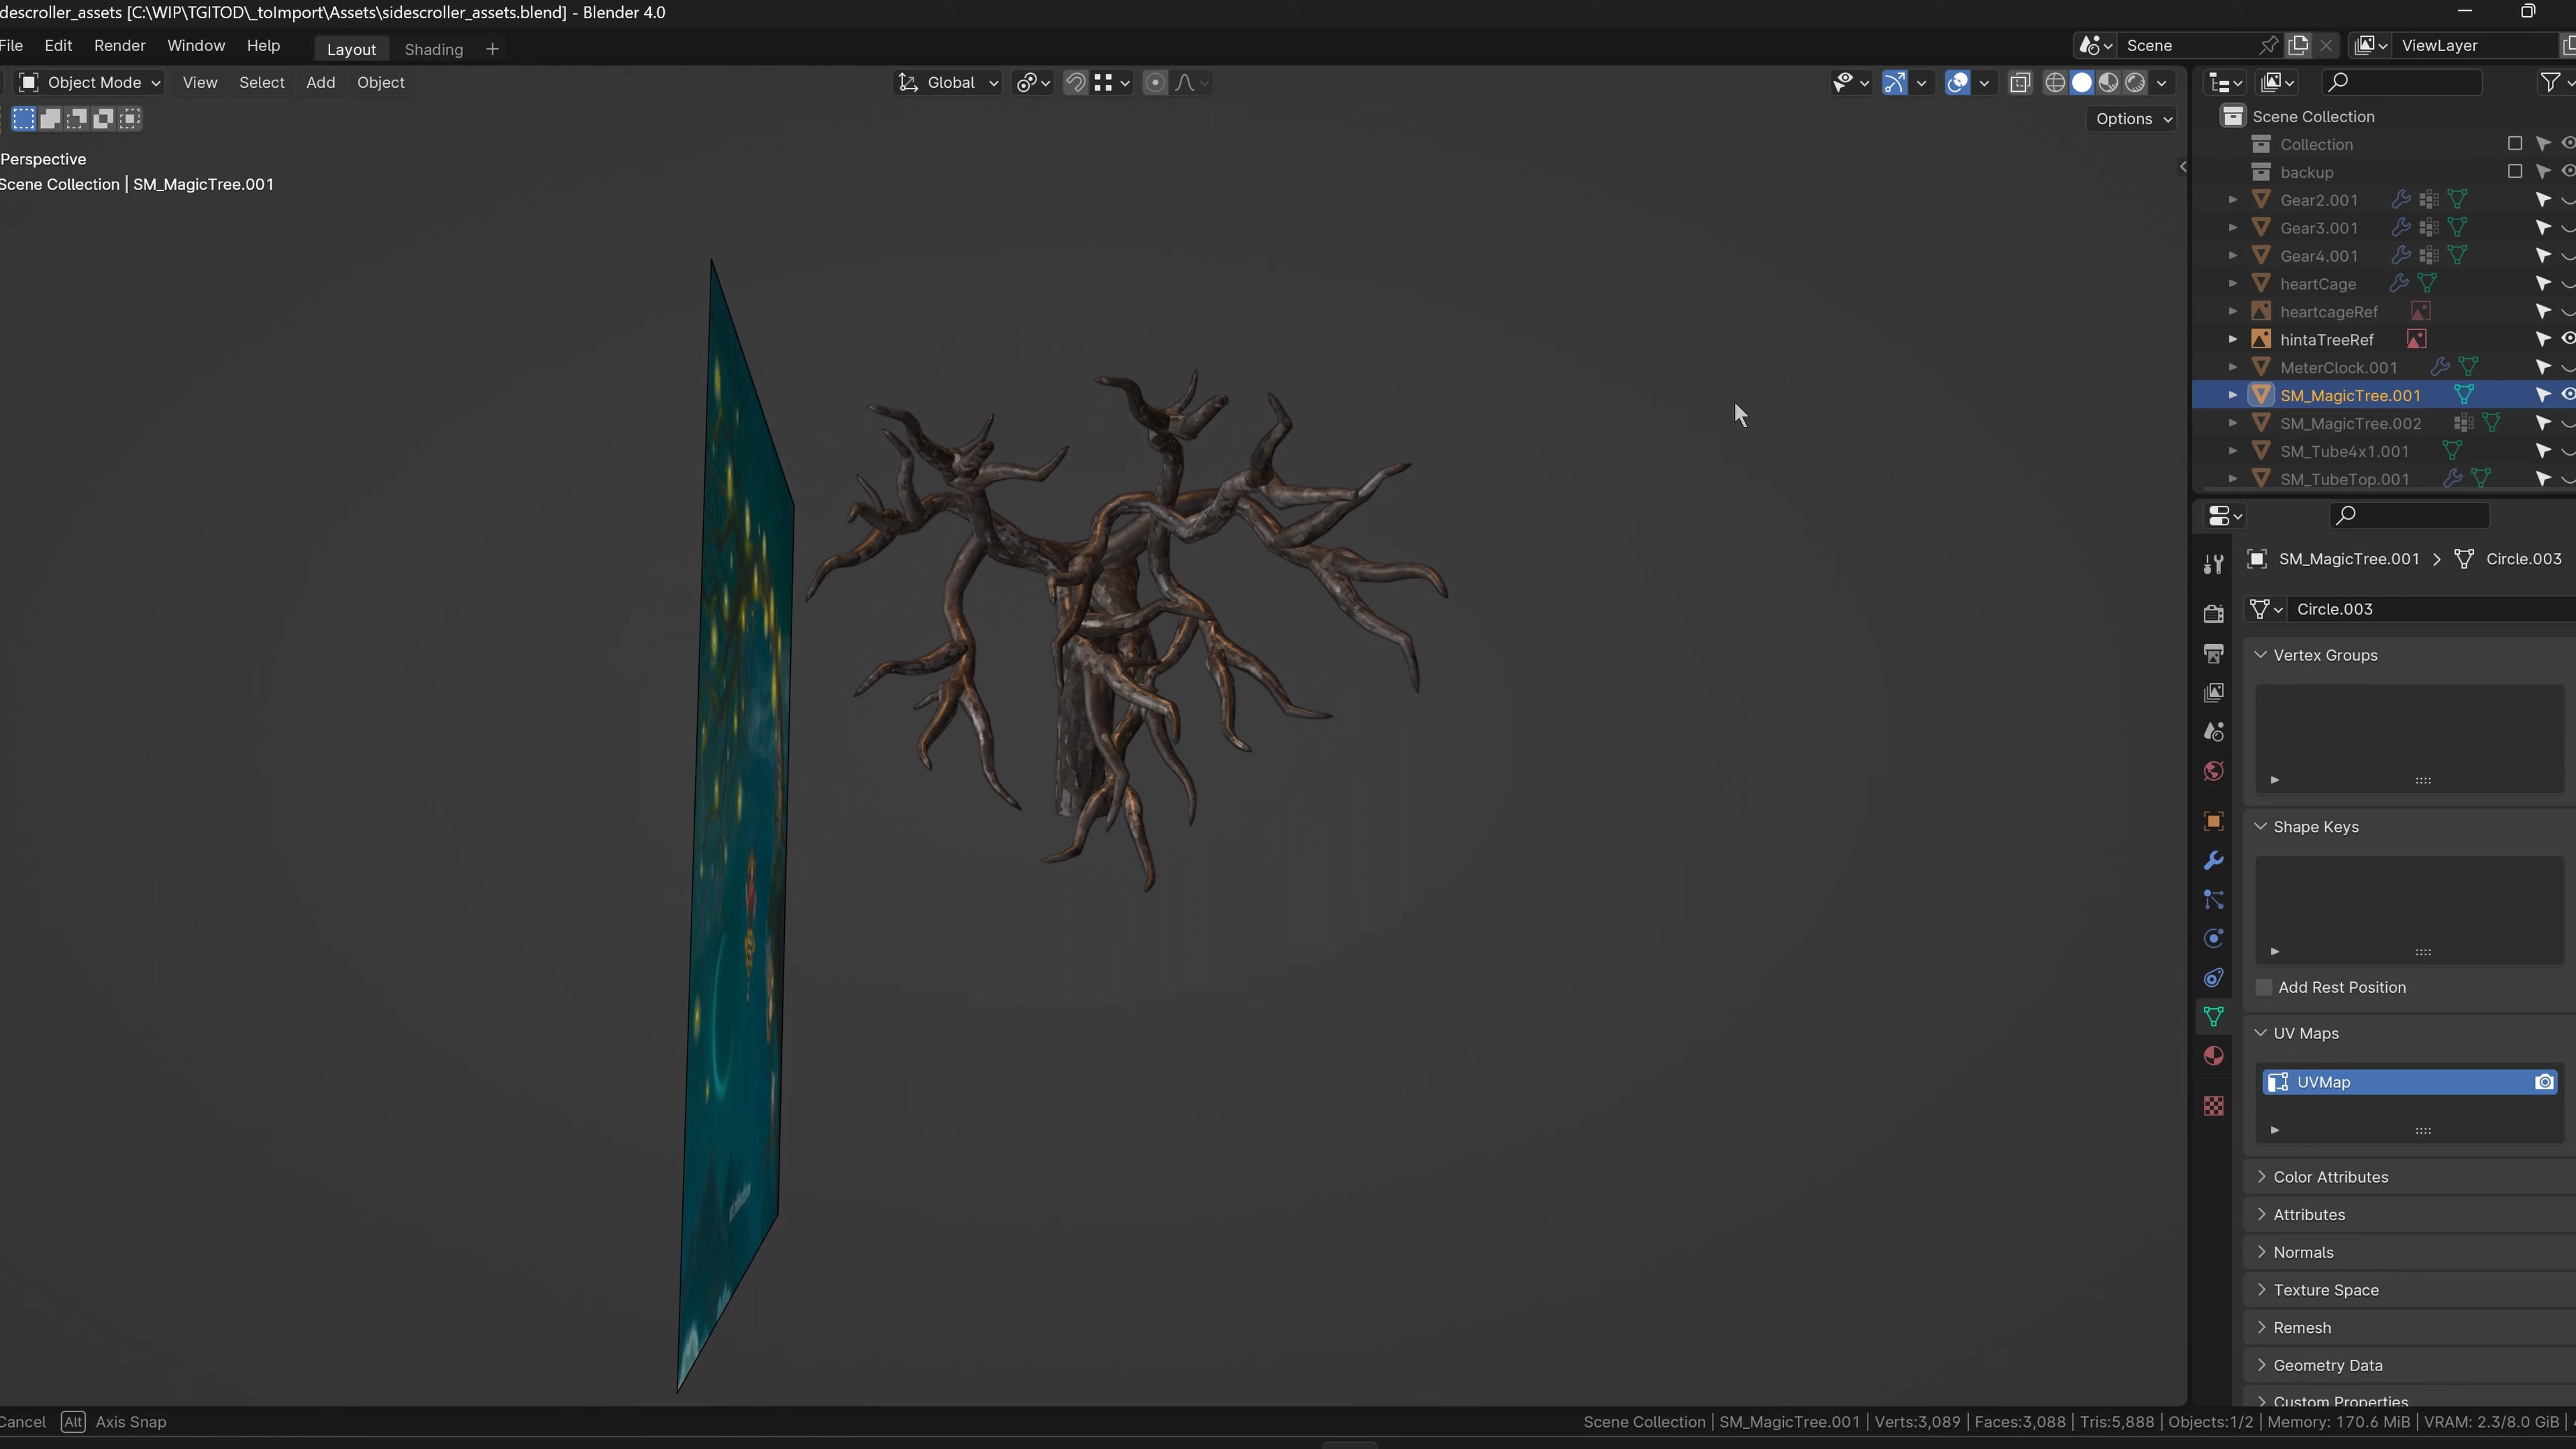 descroller_assets [C:\WIP\TGITOD\_toImport\Assets\sidescroller_assets.blend] - Blender 4.0
File Edit Render Window Help Layout Shading + Scene ViewLayer
Object Mode View Select Add Object Global
Options
Perspective
Scene Collection | SM_MagicTree.001
Scene Collection
Collection
backup
Gear2.001
Gear3.001
Gear4.001
heartCage
heartcageRef
hintaTreeRef
MeterClock.001
SM_MagicTree.001
SM_MagicTree.002
SM_Tube4x1.001
SM_TubeTop.001
SM_MagicTree.001 > Circle.003
Circle.003
Vertex Groups
Shape Keys
Add Rest Position
UV Maps
UVMap
Color Attributes
Attributes
Normals
Texture Space
Remesh
Geometry Data
Custom Properties
Cancel Alt Axis Snap
Scene Collection | SM_MagicTree.001 | Verts:3,089 | Faces:3,088 | Tris:5,888 | Objects:1/2 | Memory: 170.6 MiB | VRAM: 2.3/8.0 GiB |